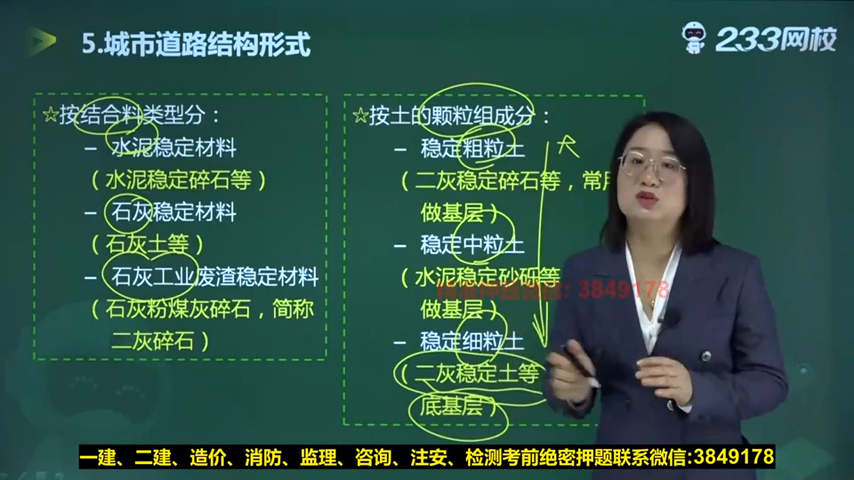 5.城市道路结构形式
233网校
☆按结合料类型分：
– 水泥稳定材料
（水泥稳定碎石等）
– 石灰稳定材料
（石灰土等）
– 石灰工业废渣稳定材料
（石灰粉煤灰碎石，简称
二灰碎石）
☆按土的颗粒组成分：
– 稳定粗粒土
（二灰稳定碎石等，常用
做基层）
– 稳定中粒土
（水泥稳定砂砾等
做基层）
– 稳定细粒土
（二灰稳定土等
底基层）
大
精准押题微信: 3849178
一建、二建、造价、消防、监理、咨询、注安、检测考前绝密押题联系微信:3849178